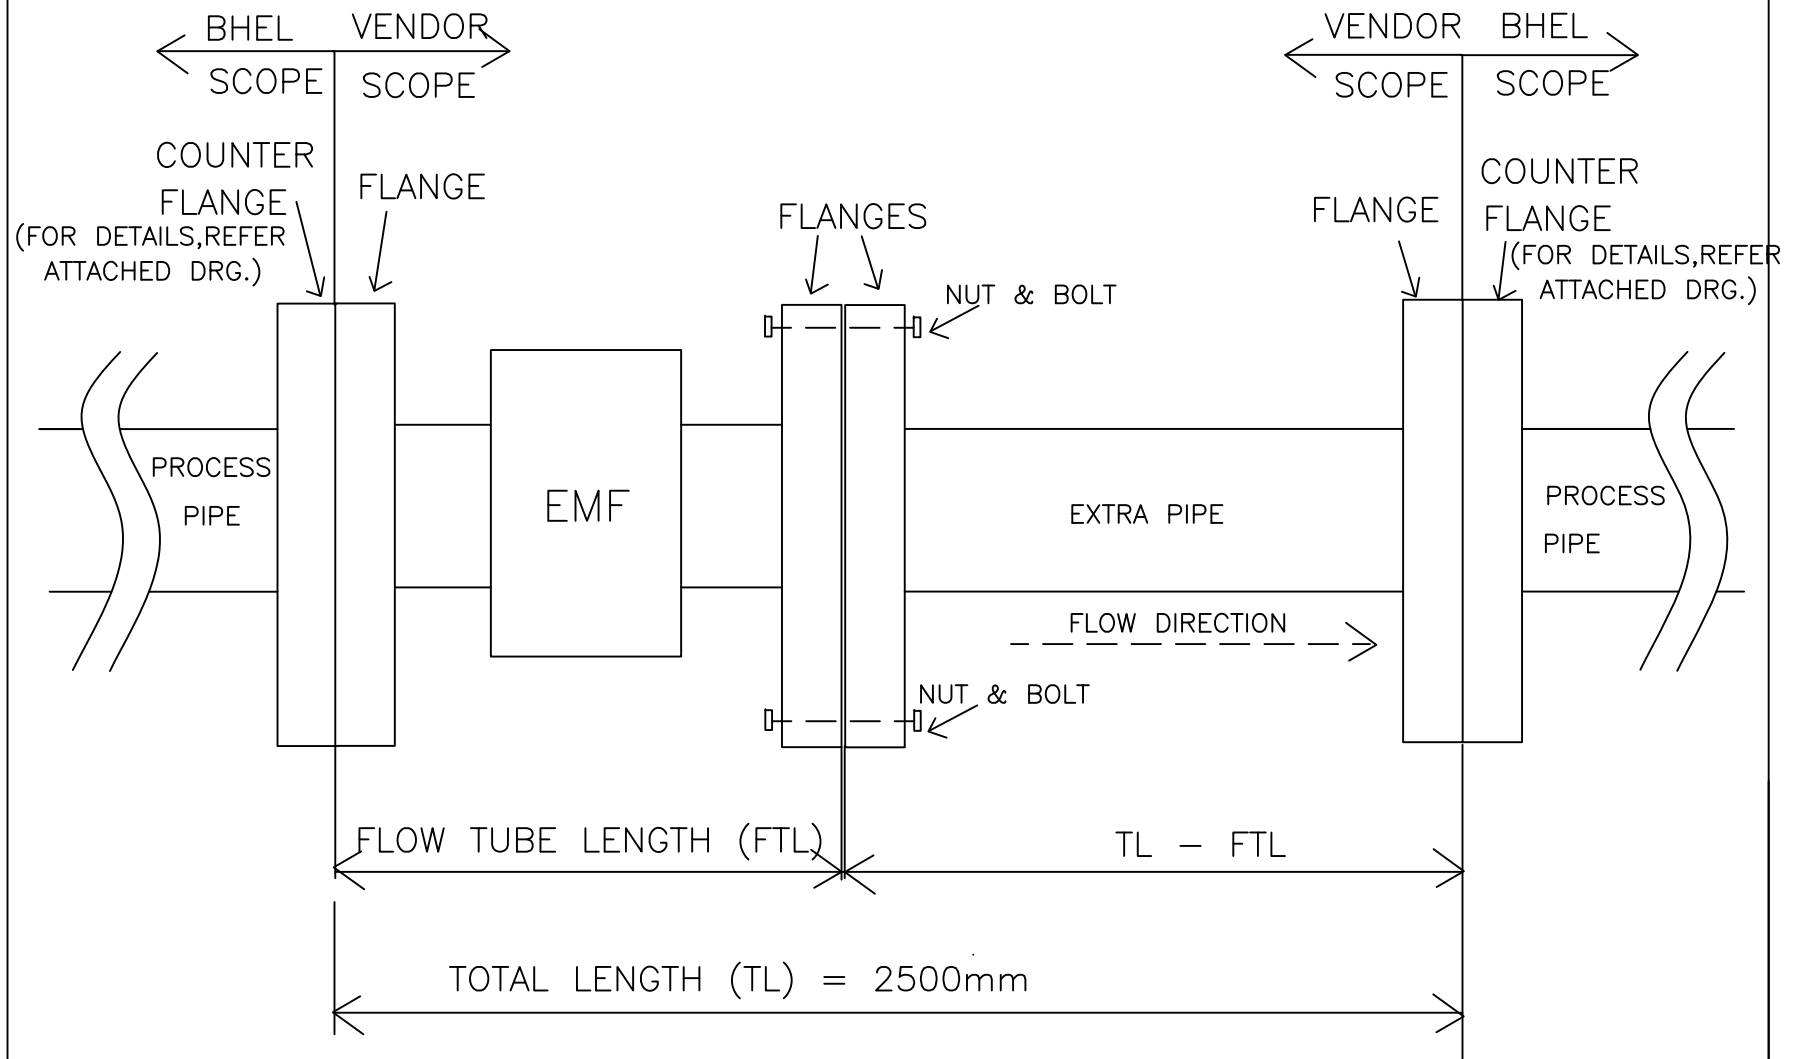 BHEL
SCOPE
VENDOR
SCOPE
VENDOR
SCOPE
BHEL
SCOPE
COUNTER
FLANGE
(FOR DETAILS,REFER
ATTACHED DRG.)
FLANGE
FLANGES
NUT & BOLT
FLANGE
COUNTER
FLANGE
(FOR DETAILS,REFER
ATTACHED DRG.)
PROCESS
PIPE
EMF
EXTRA PIPE
PROCESS
PIPE
FLOW DIRECTION
NUT & BOLT
FLOW TUBE LENGTH (FTL)
TL - FTL
TOTAL LENGTH (TL) = 2500mm